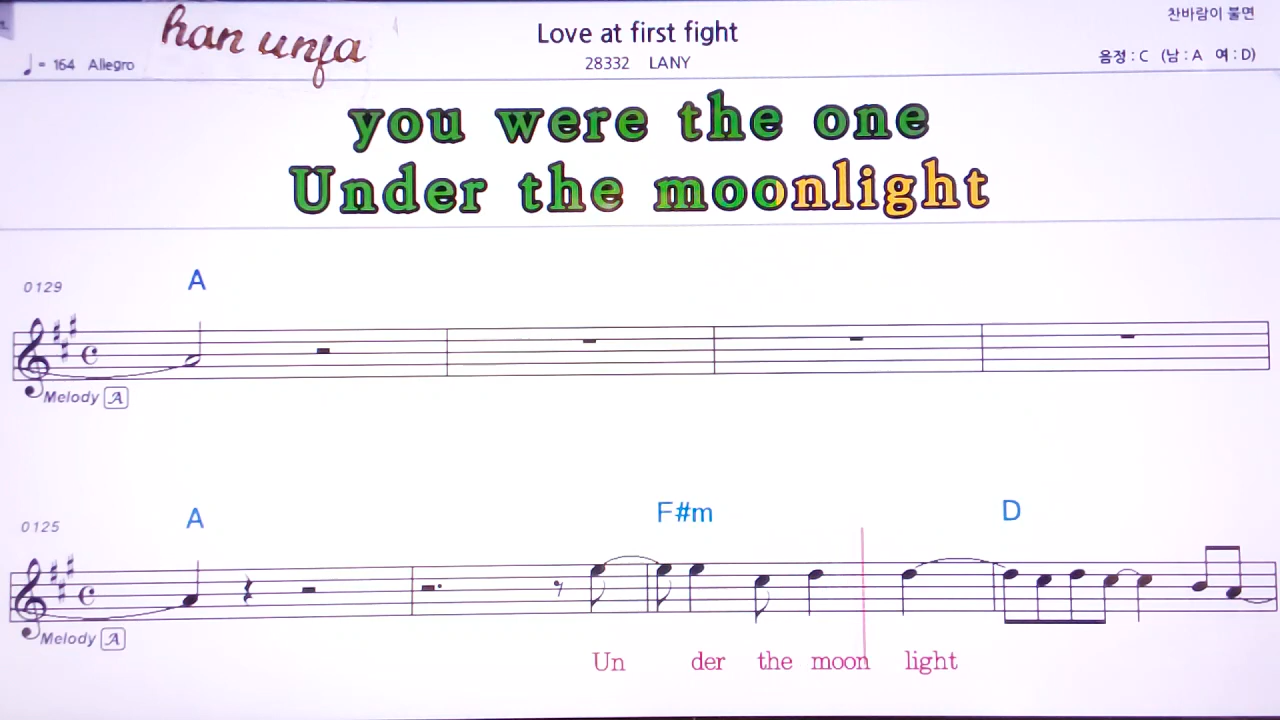 han unfa
Love at first fight
28332 LANY
찬바람이 불면
♩= 164 Allegro
음정 : C (남 : A 여 : D)
you were the one
Under the moonlight
0129
A
Melody A
0125
A F#m D
Melody A
Un der the moon light